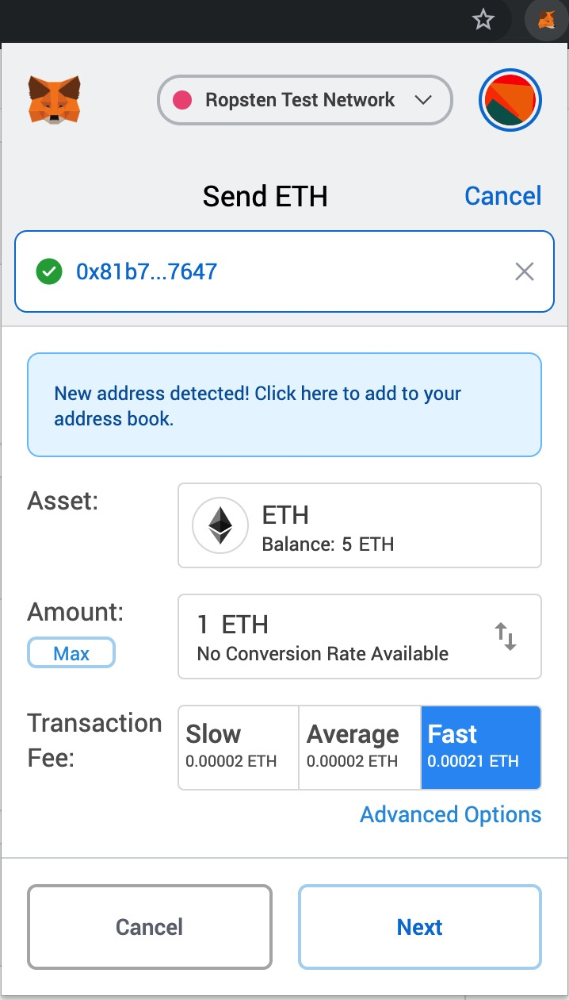 Ropsten Test Network
Send ETH
Cancel
0x81b7...7647
New address detected! Click here to add to your
address book.
Asset:
ETH
Balance: 5 ETH
Amount:
Max
1 ETH
No Conversion Rate Available
Transaction
Fee:
Slow
0.00002 ETH
Average
0.00002 ETH
Fast
0.00021 ETH
Advanced Options
Cancel
Next